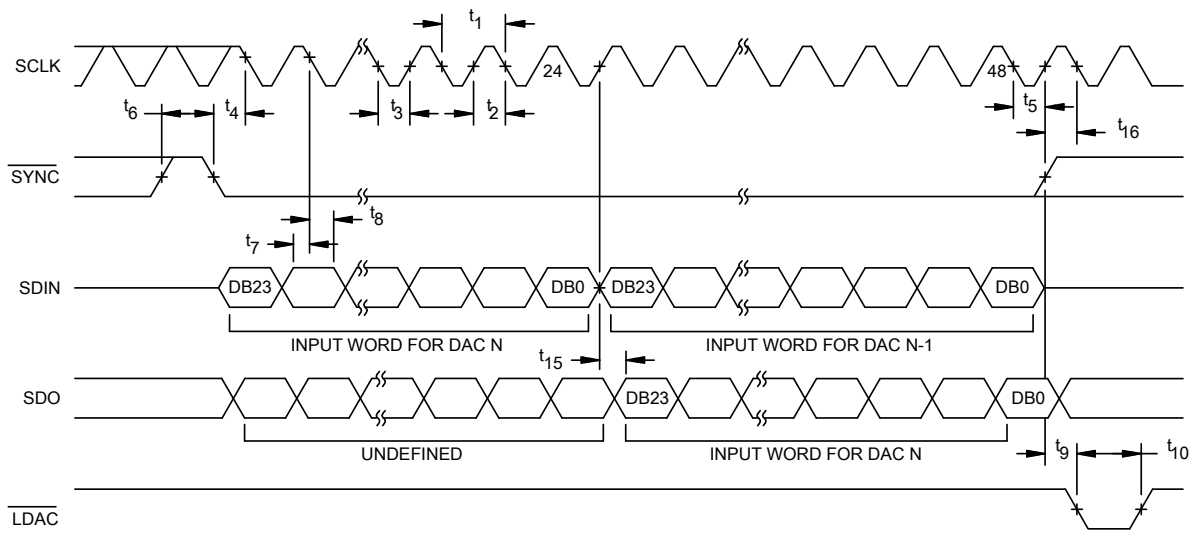 t1
SCLK
24
48
t6
t4
t3
t2
t5
t16
SYNC
t7
t8
SDIN
DB23
DB0
DB23
DB0
INPUT WORD FOR DAC N
INPUT WORD FOR DAC N-1
t15
SDO
DB23
DB0
UNDEFINED
INPUT WORD FOR DAC N
t9
t10
LDAC